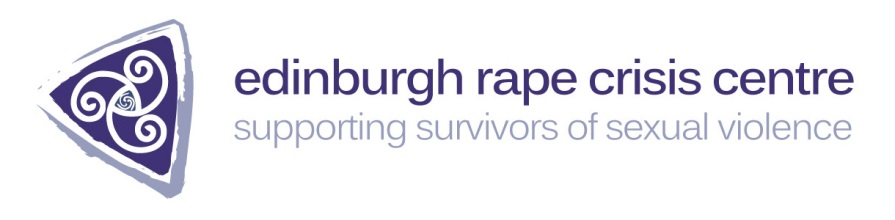 edinburgh rape crisis centre
supporting survivors of sexual violence